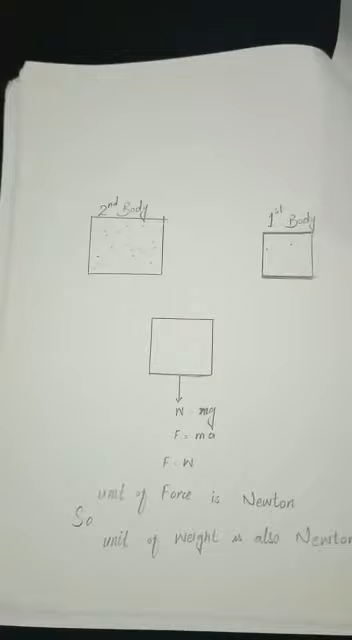 2nd Body
1st Body
W = mg
F = ma
F = W
unit of Force is Newton
So
unit of Weight is also Newton